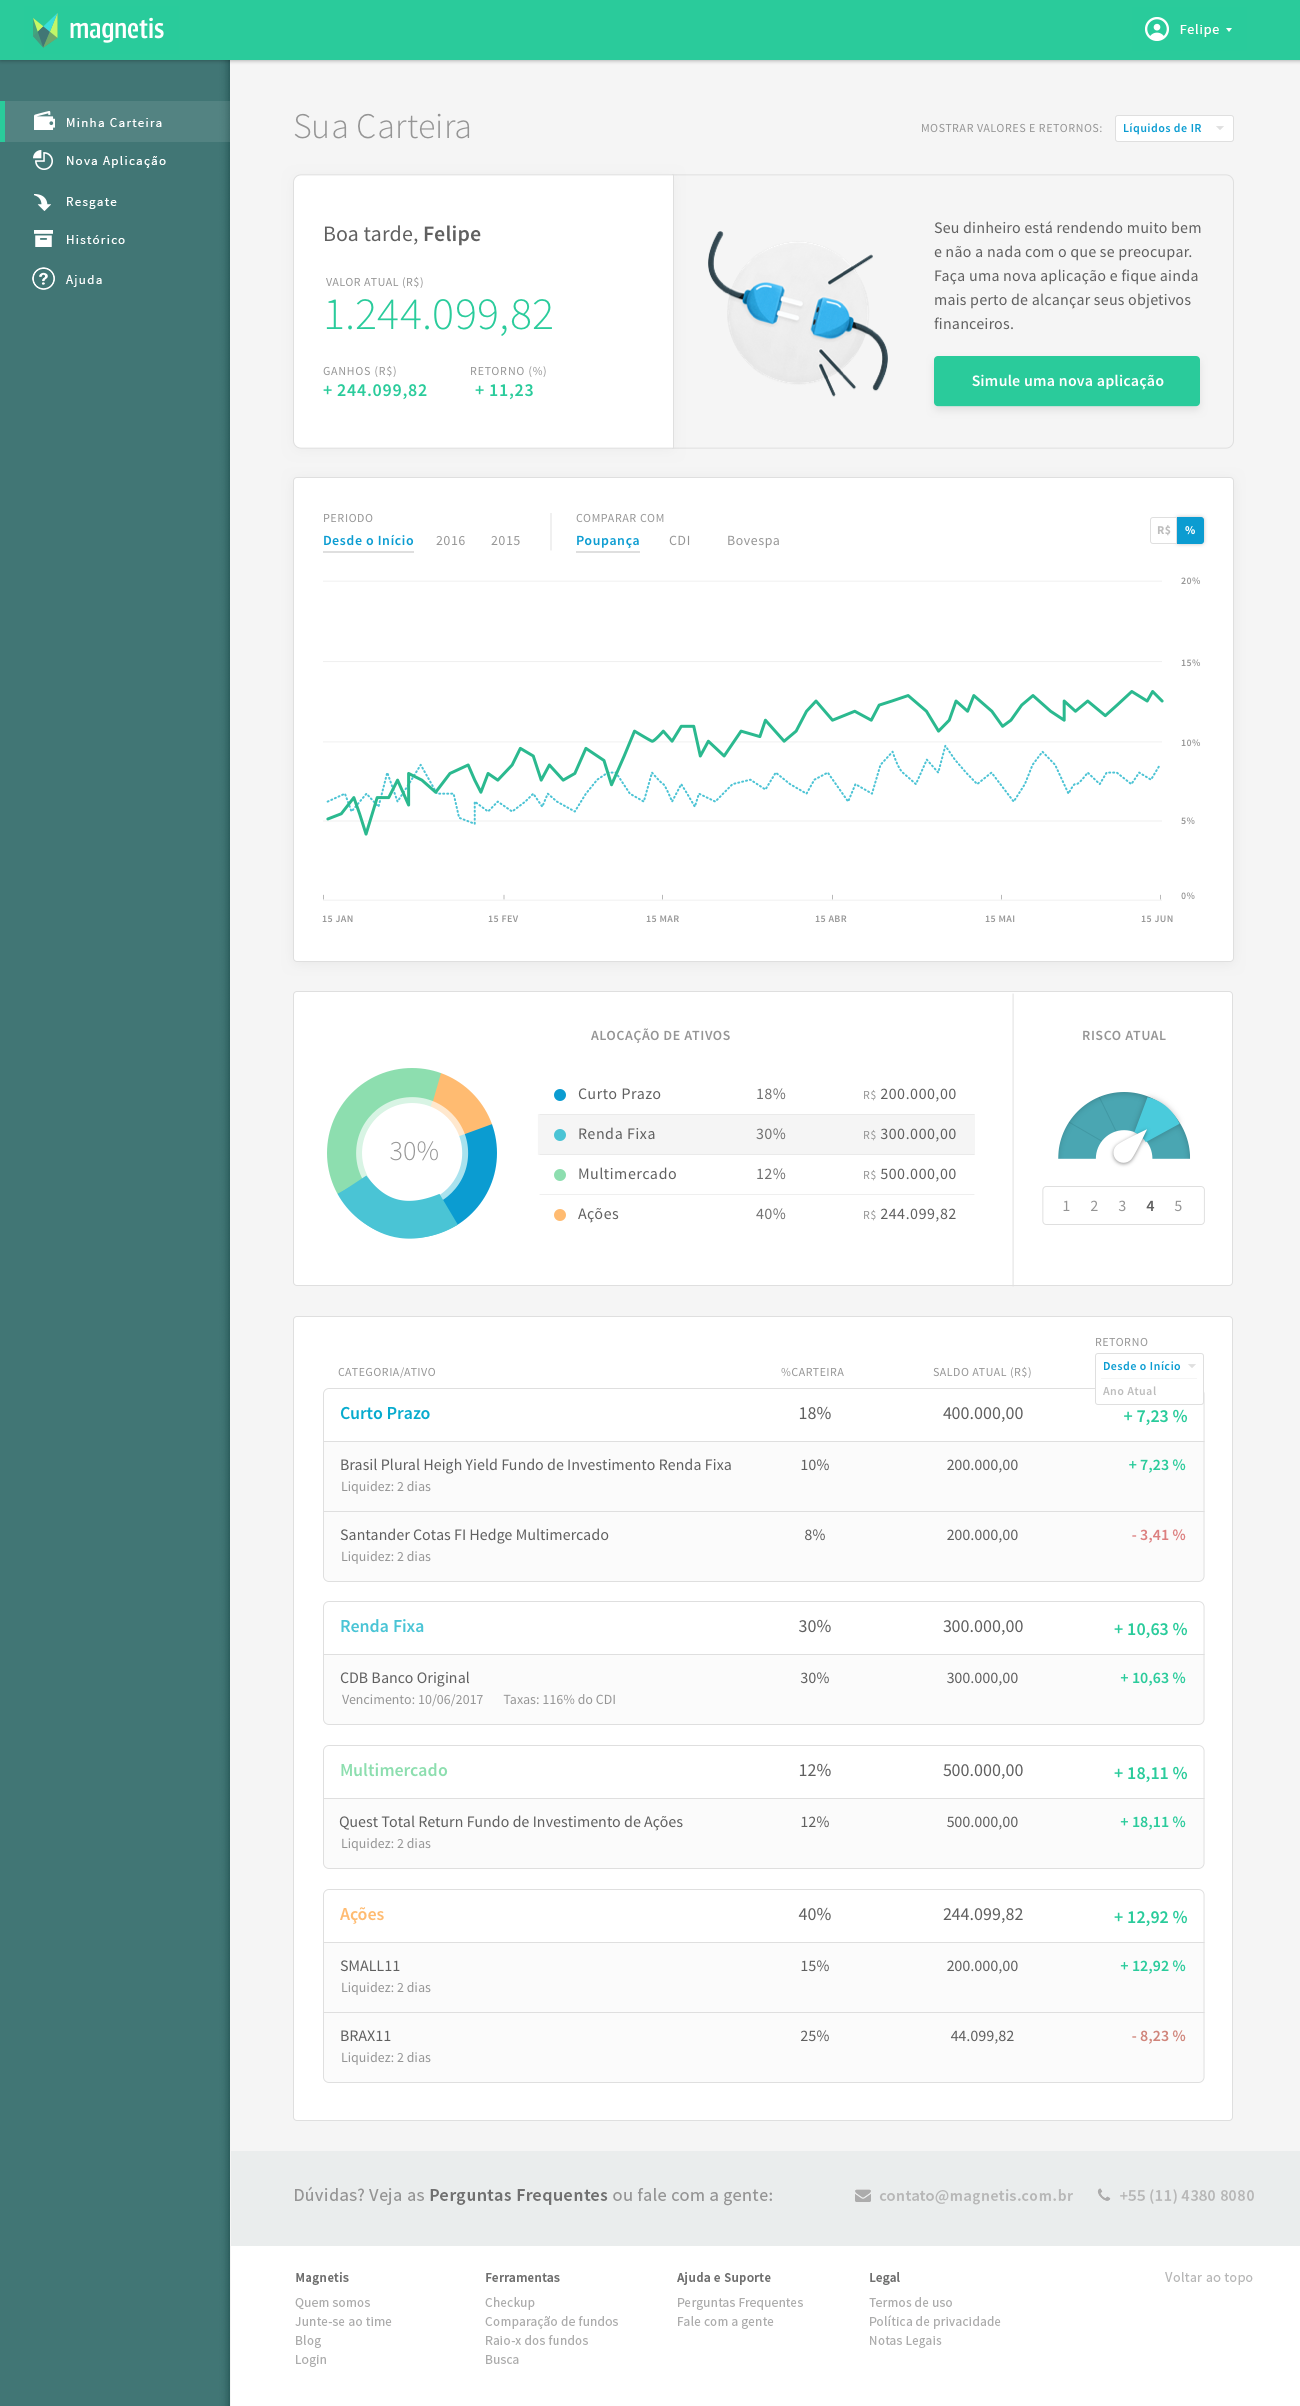 magnetis
Felipe
Minha Carteira
Nova Aplicação
Resgate
Histórico
Ajuda
Sua Carteira
MOSTRAR VALORES E RETORNOS:
Líquidos de IR
Boa tarde, Felipe
VALOR ATUAL (R$)
1.244.099,82
GANHOS (R$)
RETORNO (%)
+ 244.099,82
+ 11,23
Seu dinheiro está rendendo muito bem
e não a nada com o que se preocupar.
Faça uma nova aplicação e fique ainda
mais perto de alcançar seus objetivos
financeiros.
Simule uma nova aplicação
PERIODO
Desde o Início 2016 2015
COMPARAR COM
Poupança CDI Bovespa
R$ %
20%
15%
10%
5%
0%
15 JAN 15 FEV 15 MAR 15 ABR 15 MAI 15 JUN
ALOCAÇÃO DE ATIVOS
30%
Curto Prazo 18% R$ 200.000,00
Renda Fixa 30% R$ 300.000,00
Multimercado 12% R$ 500.000,00
Ações 40% R$ 244.099,82
RISCO ATUAL
1 2 3 4 5
RETORNO
Desde o Início
Ano Atual
CATEGORIA/ATIVO %CARTEIRA SALDO ATUAL (R$)
Curto Prazo 18% 400.000,00 + 7,23 %
Brasil Plural Heigh Yield Fundo de Investimento Renda Fixa 10% 200.000,00 + 7,23 %
Liquidez: 2 dias
Santander Cotas FI Hedge Multimercado 8% 200.000,00 - 3,41 %
Liquidez: 2 dias
Renda Fixa 30% 300.000,00 + 10,63 %
CDB Banco Original 30% 300.000,00 + 10,63 %
Vencimento: 10/06/2017 Taxas: 116% do CDI
Multimercado 12% 500.000,00 + 18,11 %
Quest Total Return Fundo de Investimento de Ações 12% 500.000,00 + 18,11 %
Liquidez: 2 dias
Ações 40% 244.099,82 + 12,92 %
SMALL11 15% 200.000,00 + 12,92 %
Liquidez: 2 dias
BRAX11 25% 44.099,82 - 8,23 %
Liquidez: 2 dias
Dúvidas? Veja as Perguntas Frequentes ou fale com a gente:
contato@magnetis.com.br
+55 (11) 4380 8080
Magnetis
Quem somos
Junte-se ao time
Blog
Login
Ferramentas
Checkup
Comparação de fundos
Raio-x dos fundos
Busca
Ajuda e Suporte
Perguntas Frequentes
Fale com a gente
Legal
Termos de uso
Política de privacidade
Notas Legais
Voltar ao topo